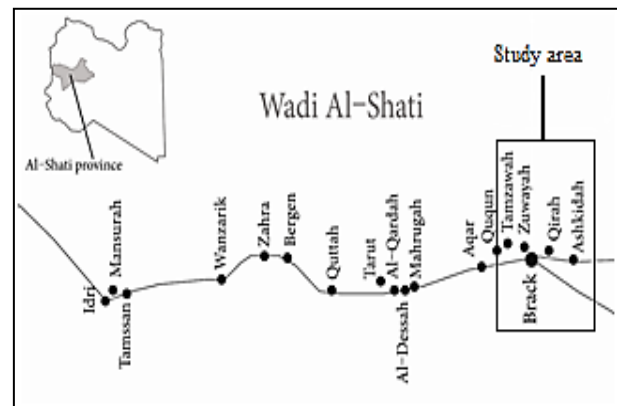 Study area
Wadi Al-Shati
Al-Shati province
Idri
Mansurah
Tamssan
Wanzarik
Zahra
Bergen
Quttah
Tarut
Al-Qardah
Al-Dessah
Mahrugah
Aqar
Ququn
Tamzawah
Zuwayah
Brack
Qirah
Ashkidah